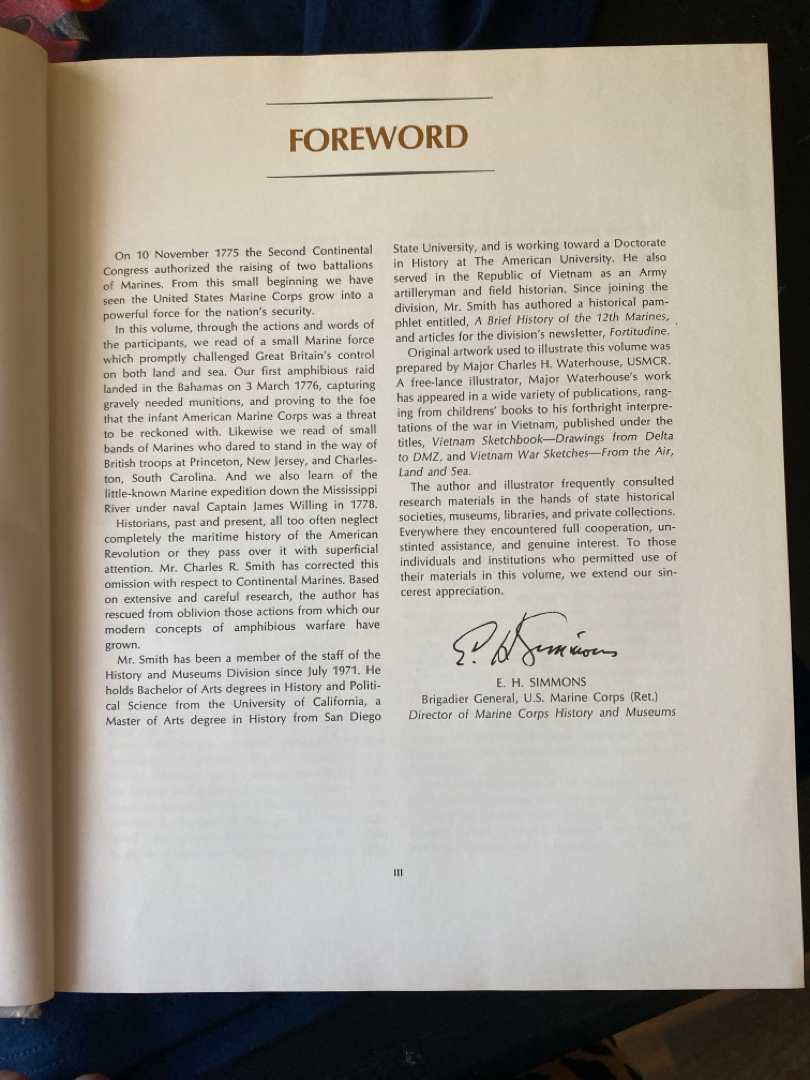 FOREWORD
On 10 November 1775 the Second Continental
Congress authorized the raising of two battalions
of Marines. From this small beginning we have
seen the United States Marine Corps grow into a
powerful force for the nation's security.
In this volume, through the actions and words of
the participants, we read of a small Marine force
which promptly challenged Great Britain's control
on both land and sea. Our first amphibious raid
landed in the Bahamas on 3 March 1776, capturing
gravely needed munitions, and proving to the foe
that the infant American Marine Corps was a threat
to be reckoned with. Likewise we read of small
bands of Marines who dared to stand in the way of
British troops at Princeton, New Jersey, and Charles-
ton, South Carolina. And we also learn of the
little-known Marine expedition down the Mississippi
River under naval Captain James Willing in 1778.
Historians, past and present, all too often neglect
completely the maritime history of the American
Revolution or they pass over it with superficial
attention. Mr. Charles R. Smith has corrected this
omission with respect to Continental Marines. Based
on extensive and careful research, the author has
rescued from oblivion those actions from which our
modern concepts of amphibious warfare have
grown.
Mr. Smith has been a member of the staff of the
History and Museums Division since July 1971. He
holds Bachelor of Arts degrees in History and Politi-
cal Science from the University of California, a
Master of Arts degree in History from San Diego
State University, and is working toward a Doctorate
in History at The American University. He also
served in the Republic of Vietnam as an Army
artilleryman and field historian. Since joining the
division, Mr. Smith has authored a historical pam-
phlet entitled, A Brief History of the 12th Marines,
and articles for the division's newsletter, Fortitudine.
Original artwork used to illustrate this volume was
prepared by Major Charles H. Waterhouse, USMCR.
A free-lance illustrator, Major Waterhouse's work
has appeared in a wide variety of publications, rang-
ing from childrens' books to his forthright interpre-
tations of the war in Vietnam, published under the
titles, Vietnam Sketchbook—Drawings from Delta
to DMZ, and Vietnam War Sketches—From the Air,
Land and Sea.
The author and illustrator frequently consulted
research materials in the hands of state historical
societies, museums, libraries, and private collections.
Everywhere they encountered full cooperation, un-
stinted assistance, and genuine interest. To those
individuals and institutions who permitted use of
their materials in this volume, we extend our sin-
cerest appreciation.
E. H. Simmons
E. H. SIMMONS
Brigadier General, U.S. Marine Corps (Ret.)
Director of Marine Corps History and Museums
III